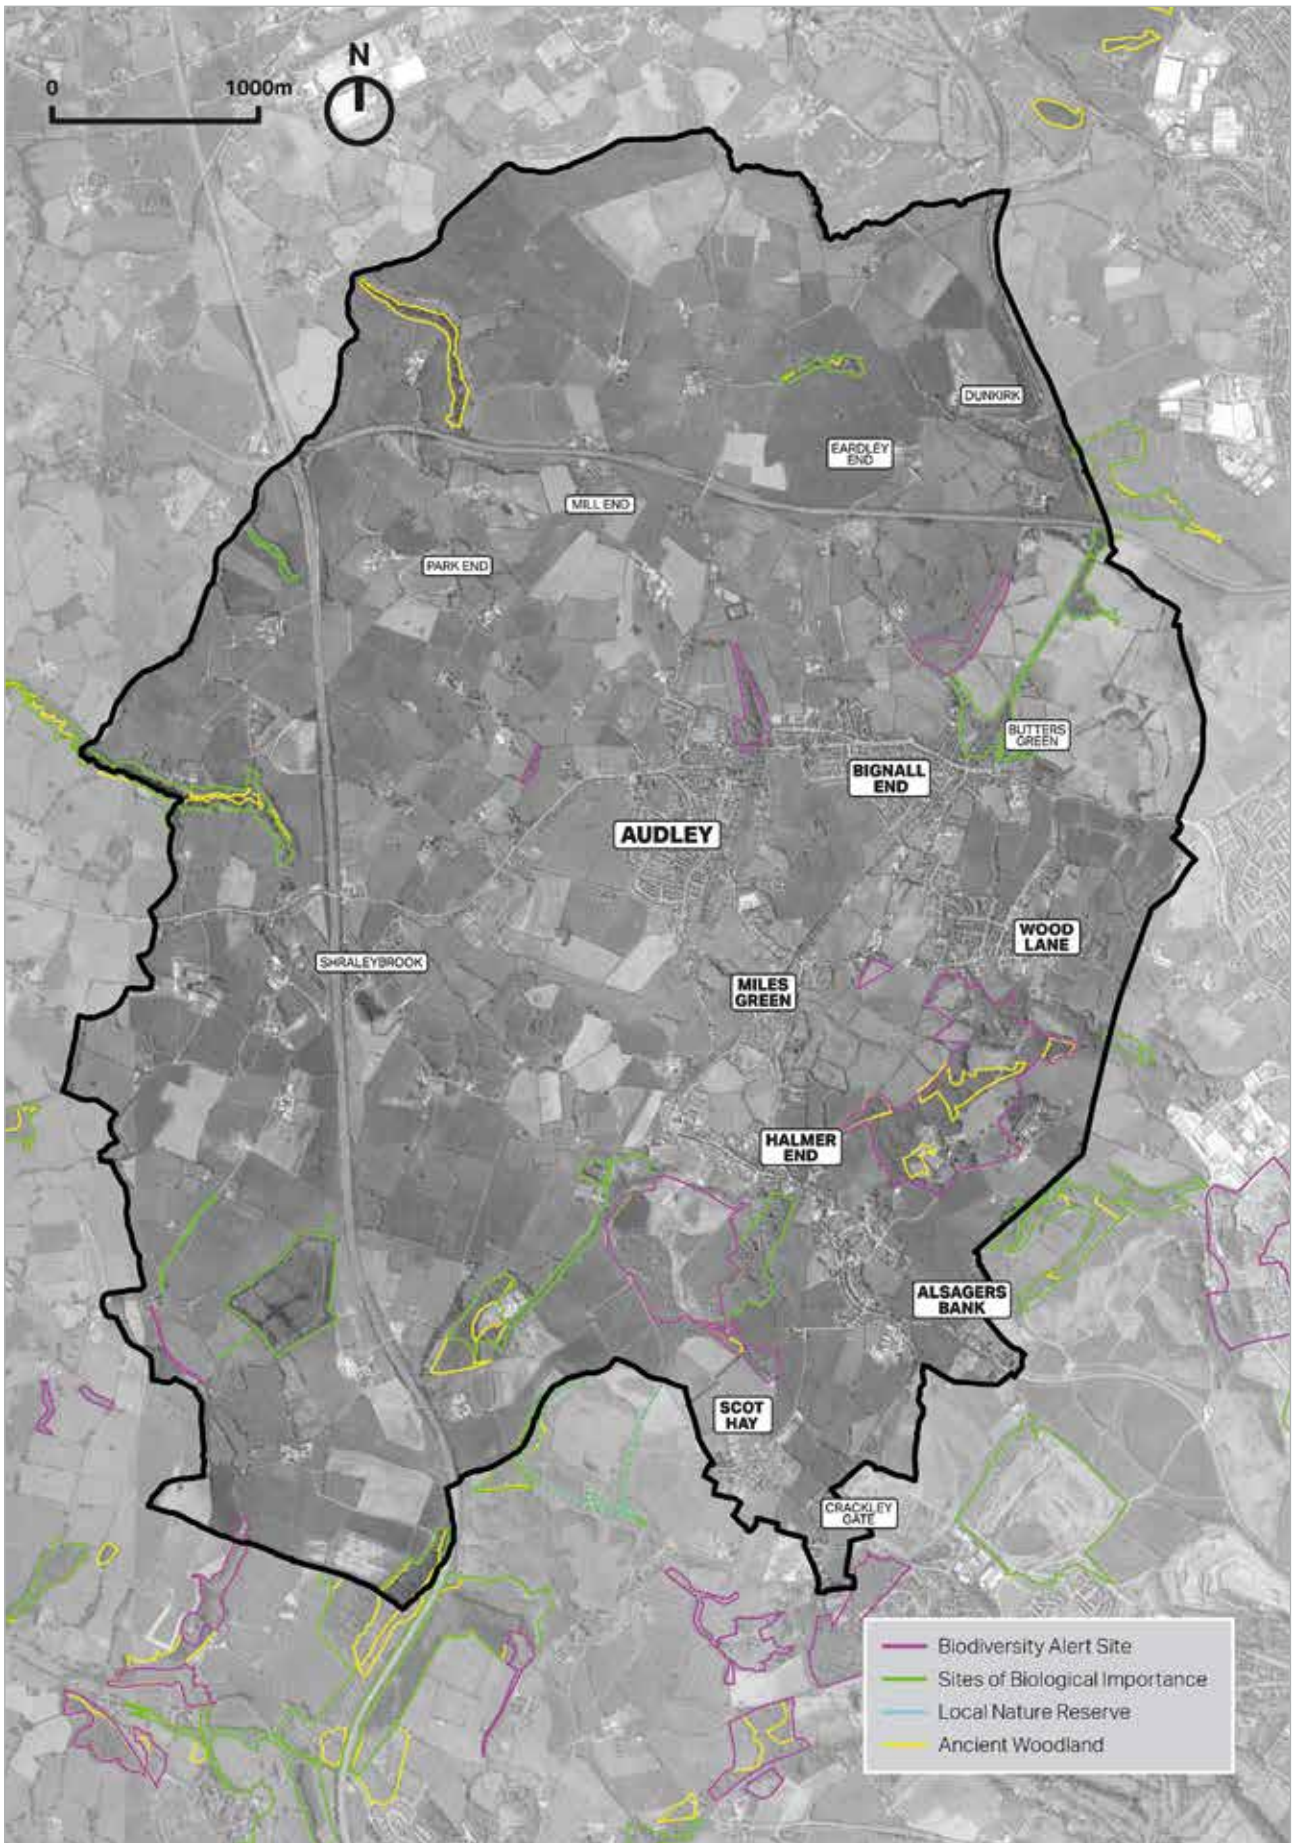 N
0 1000m
DUNKIRK
EARDLEY
END
MILL END
PARK END
BUTTERS
GREEN
BIGNALL
END
AUDLEY
WOOD
LANE
SHRALEYBROOK
MILES
GREEN
HALMER
END
ALSAGERS
BANK
SCOT
HAY
CRACKLEY
GATE
Biodiversity Alert Site
Sites of Biological Importance
Local Nature Reserve
Ancient Woodland